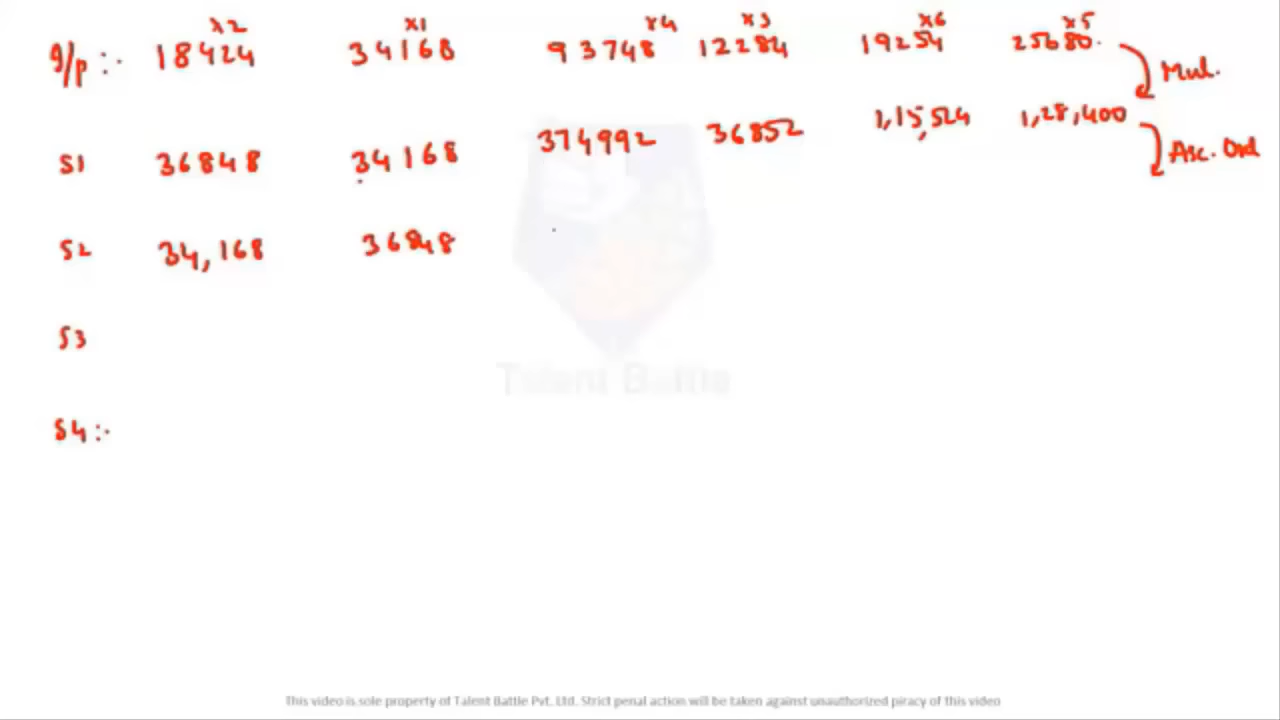 x2 x1 x4 x3 x6 x5
I/p :- 18424 34168 93748 12284 19254 25680. Mul.
S1 36848 34168 374992 36852 1,15,524 1,28,400 Asc. Ord
S2 34,168 36848
S3
S4 :-
Talent Battle
This video is sole property of Talent Battle Pvt. Ltd. Strict penal action will be taken against unauthorized piracy of this video